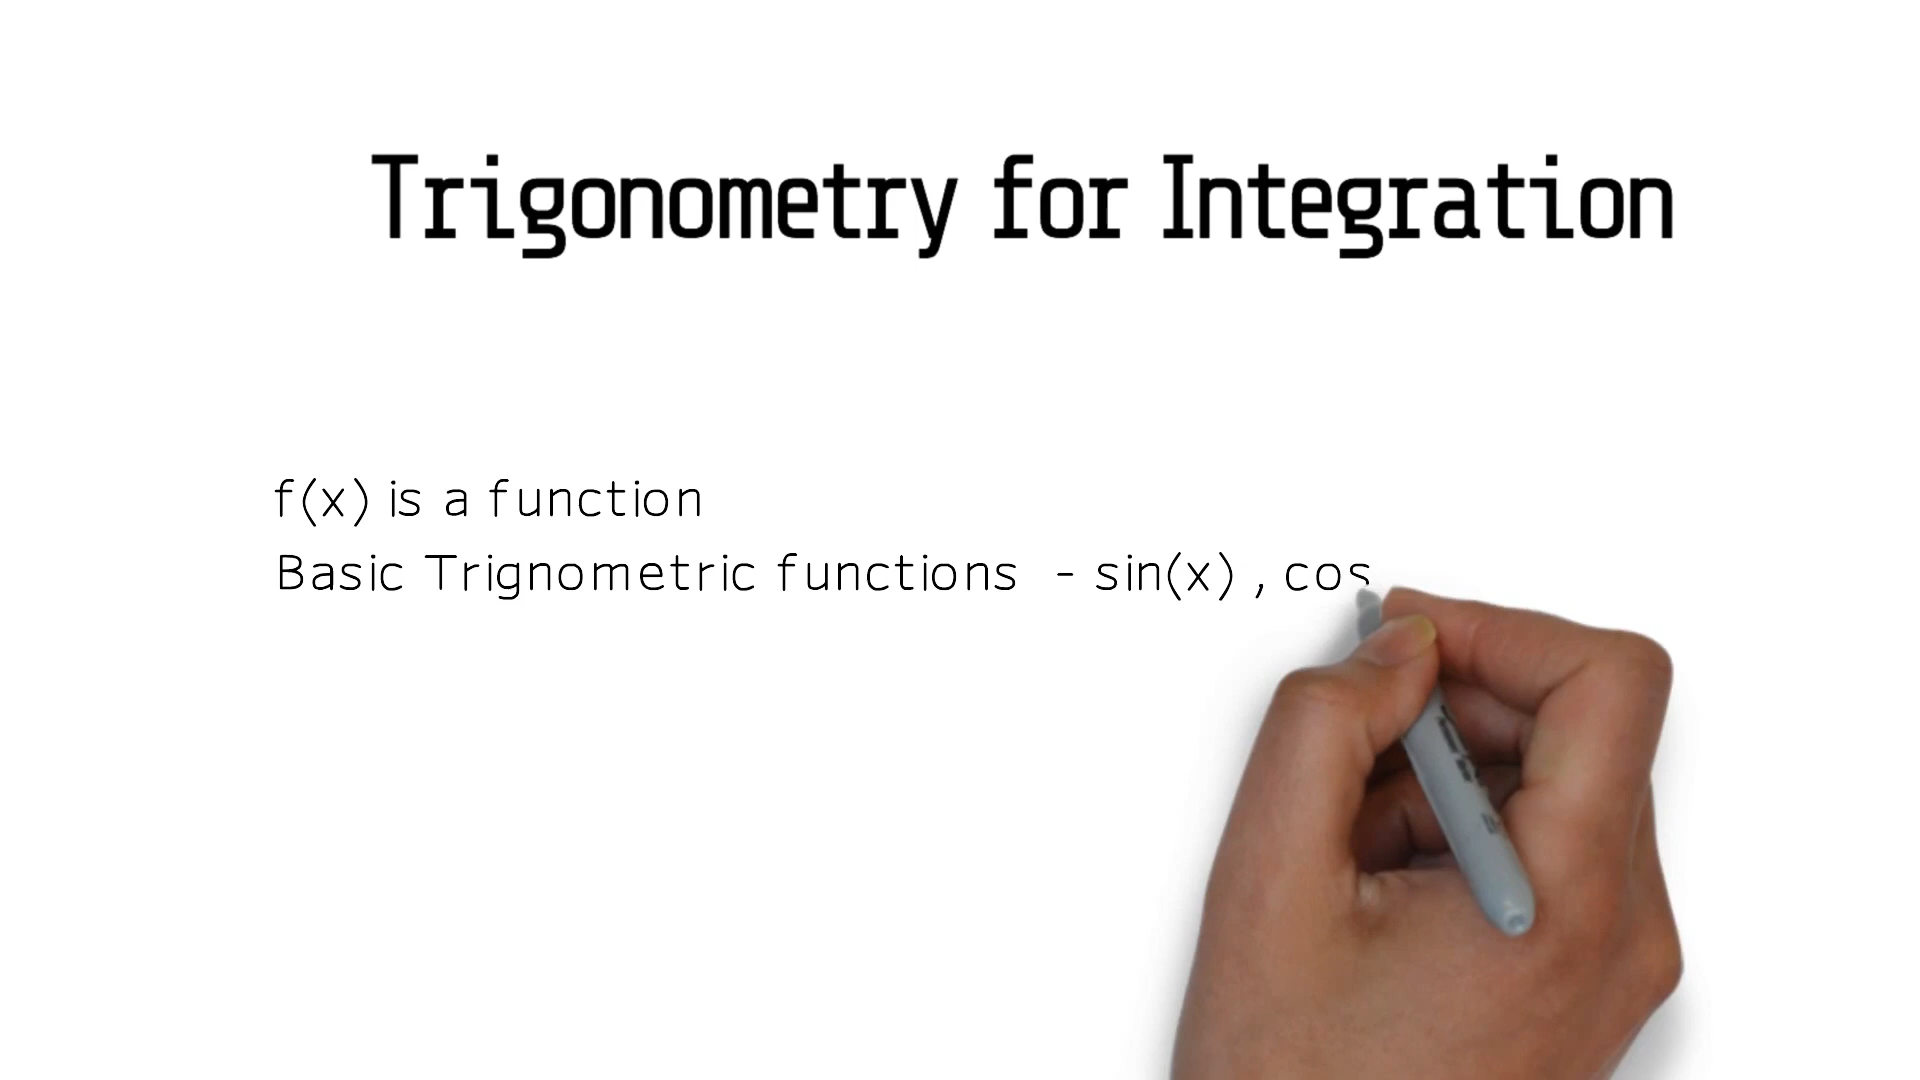 Trigonometry for Integration
f(x) is a function
Basic Trignometric functions - sin(x) , cos